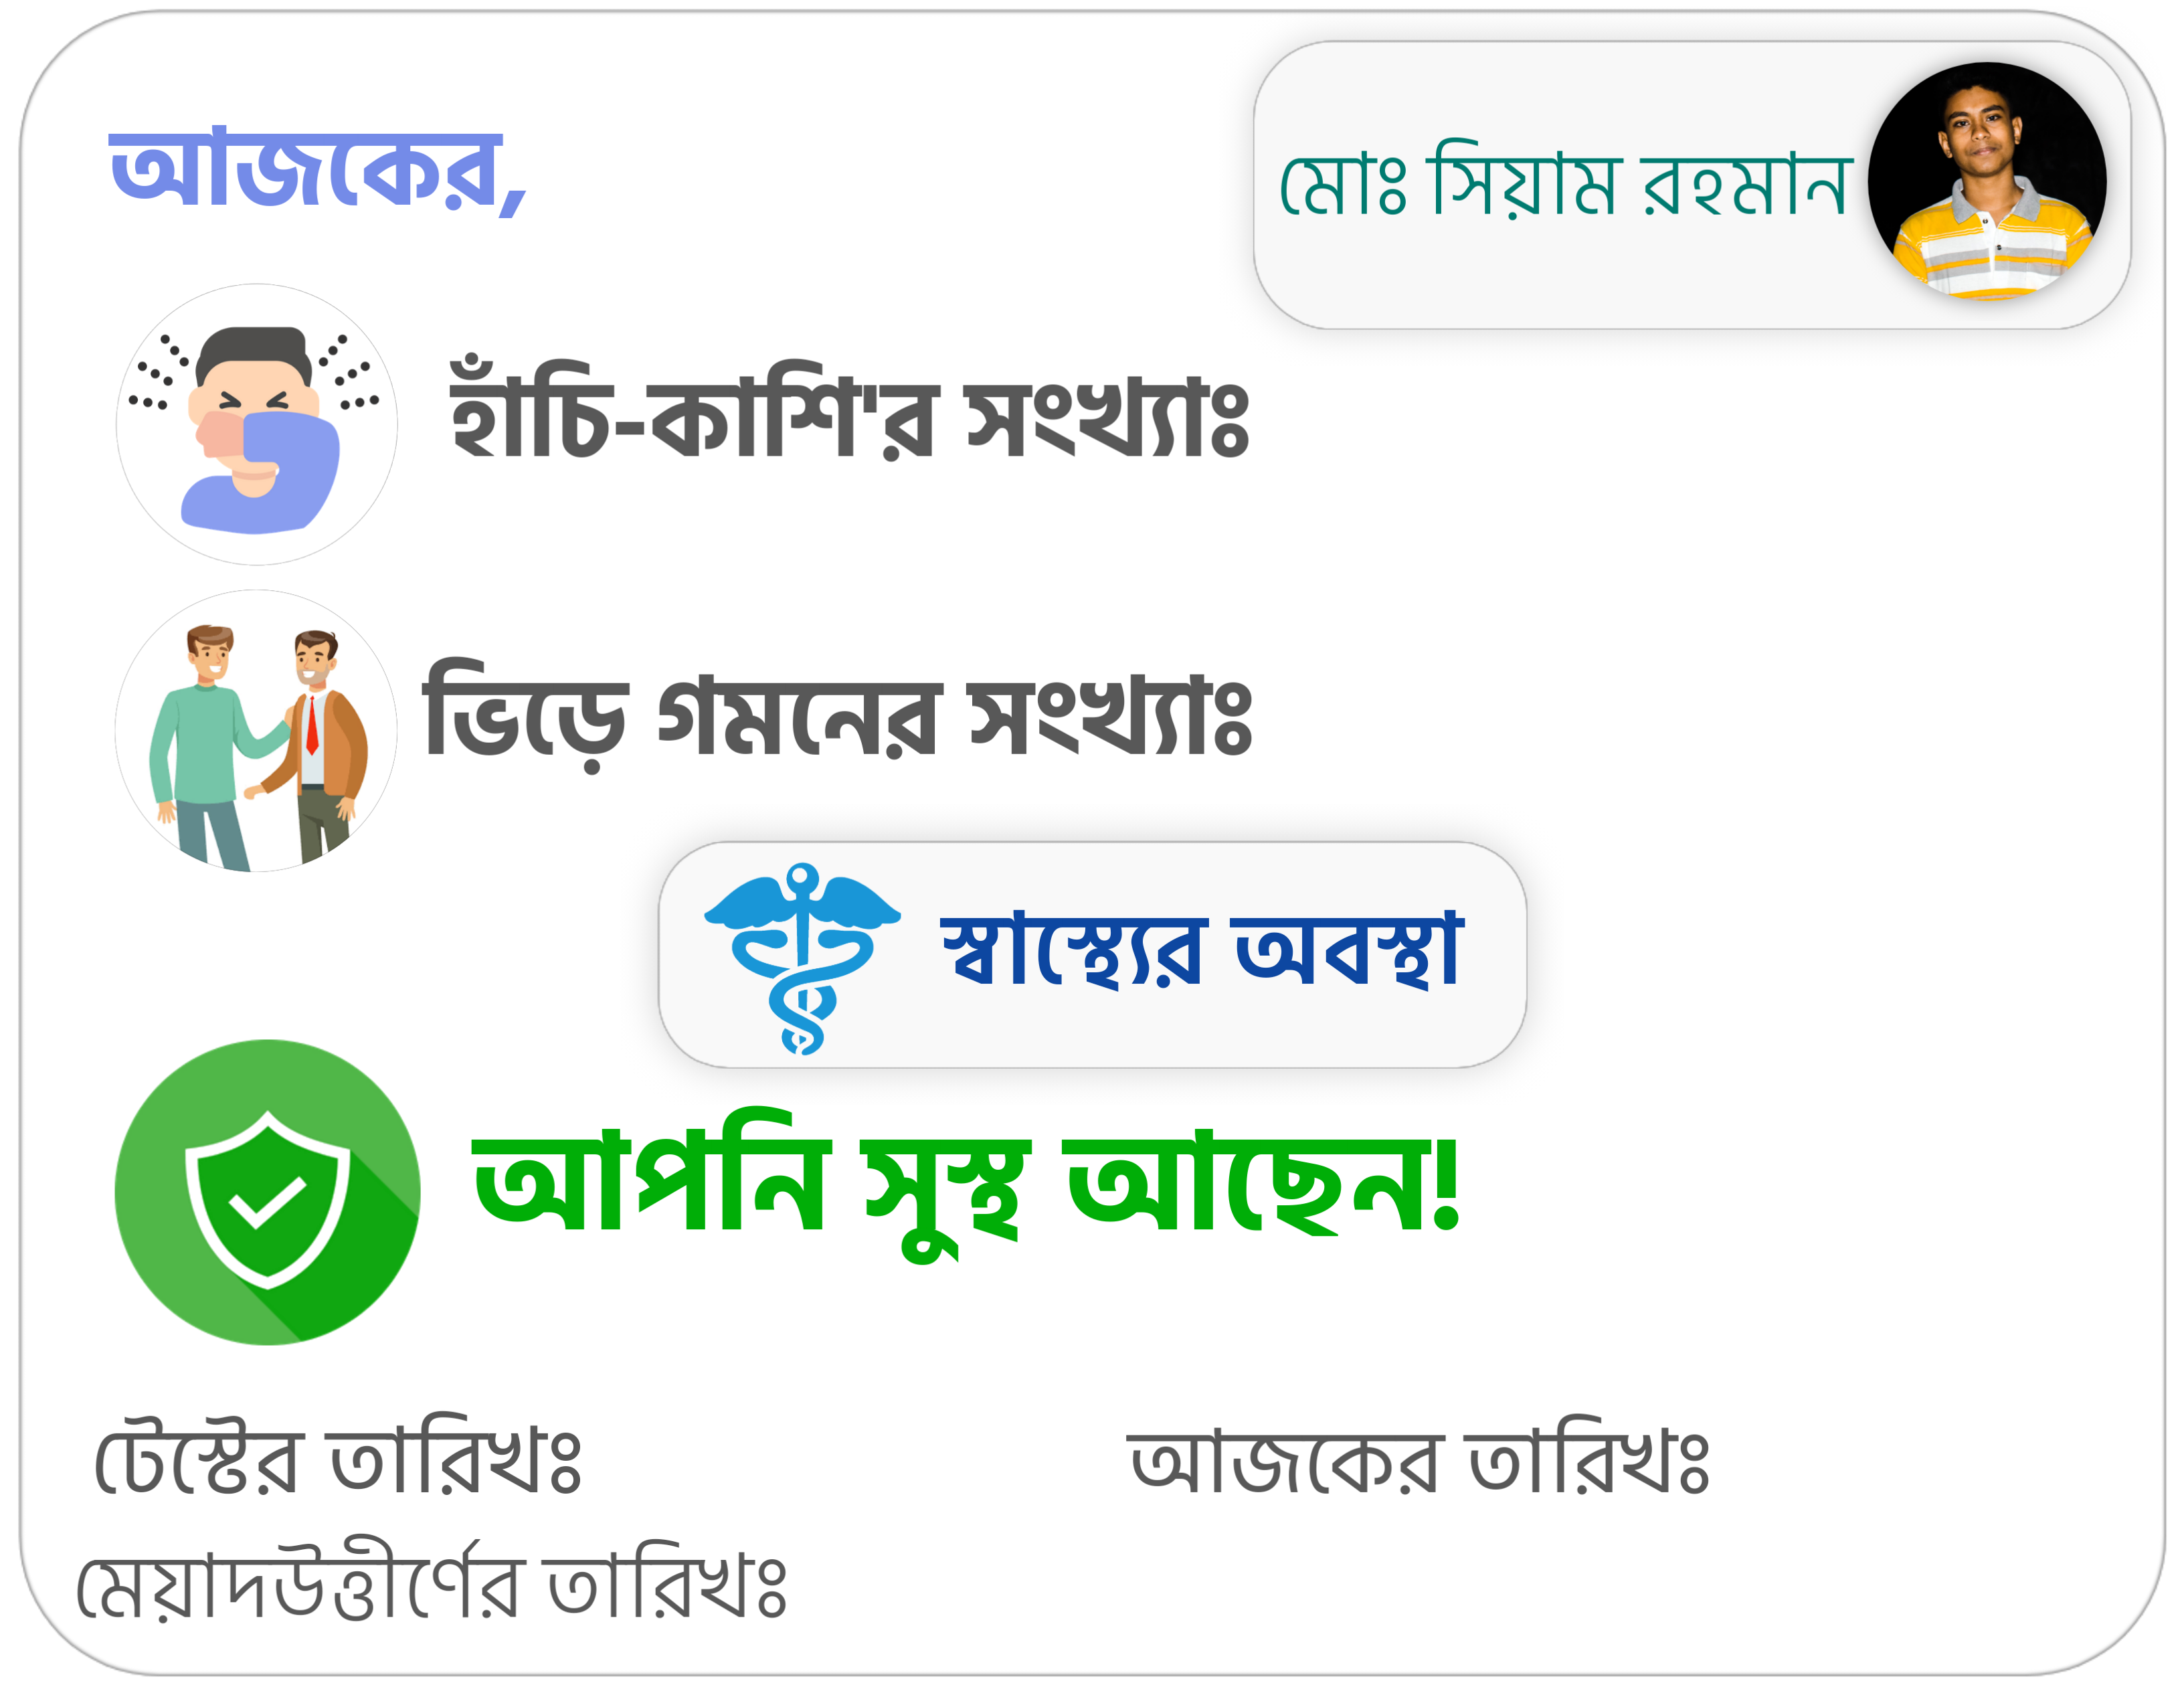 আজকের,
মোঃ সিয়াম রহমান
হাঁচি-কাশি'র সংখ্যাঃ
ভিড়ে গমনের সংখ্যাঃ
স্বাস্থ্যের অবস্থা
আপনি সুস্থ আছেন!
টেস্টের তারিখঃ
আজকের তারিখঃ
মেয়াদউত্তীর্ণের তারিখঃ